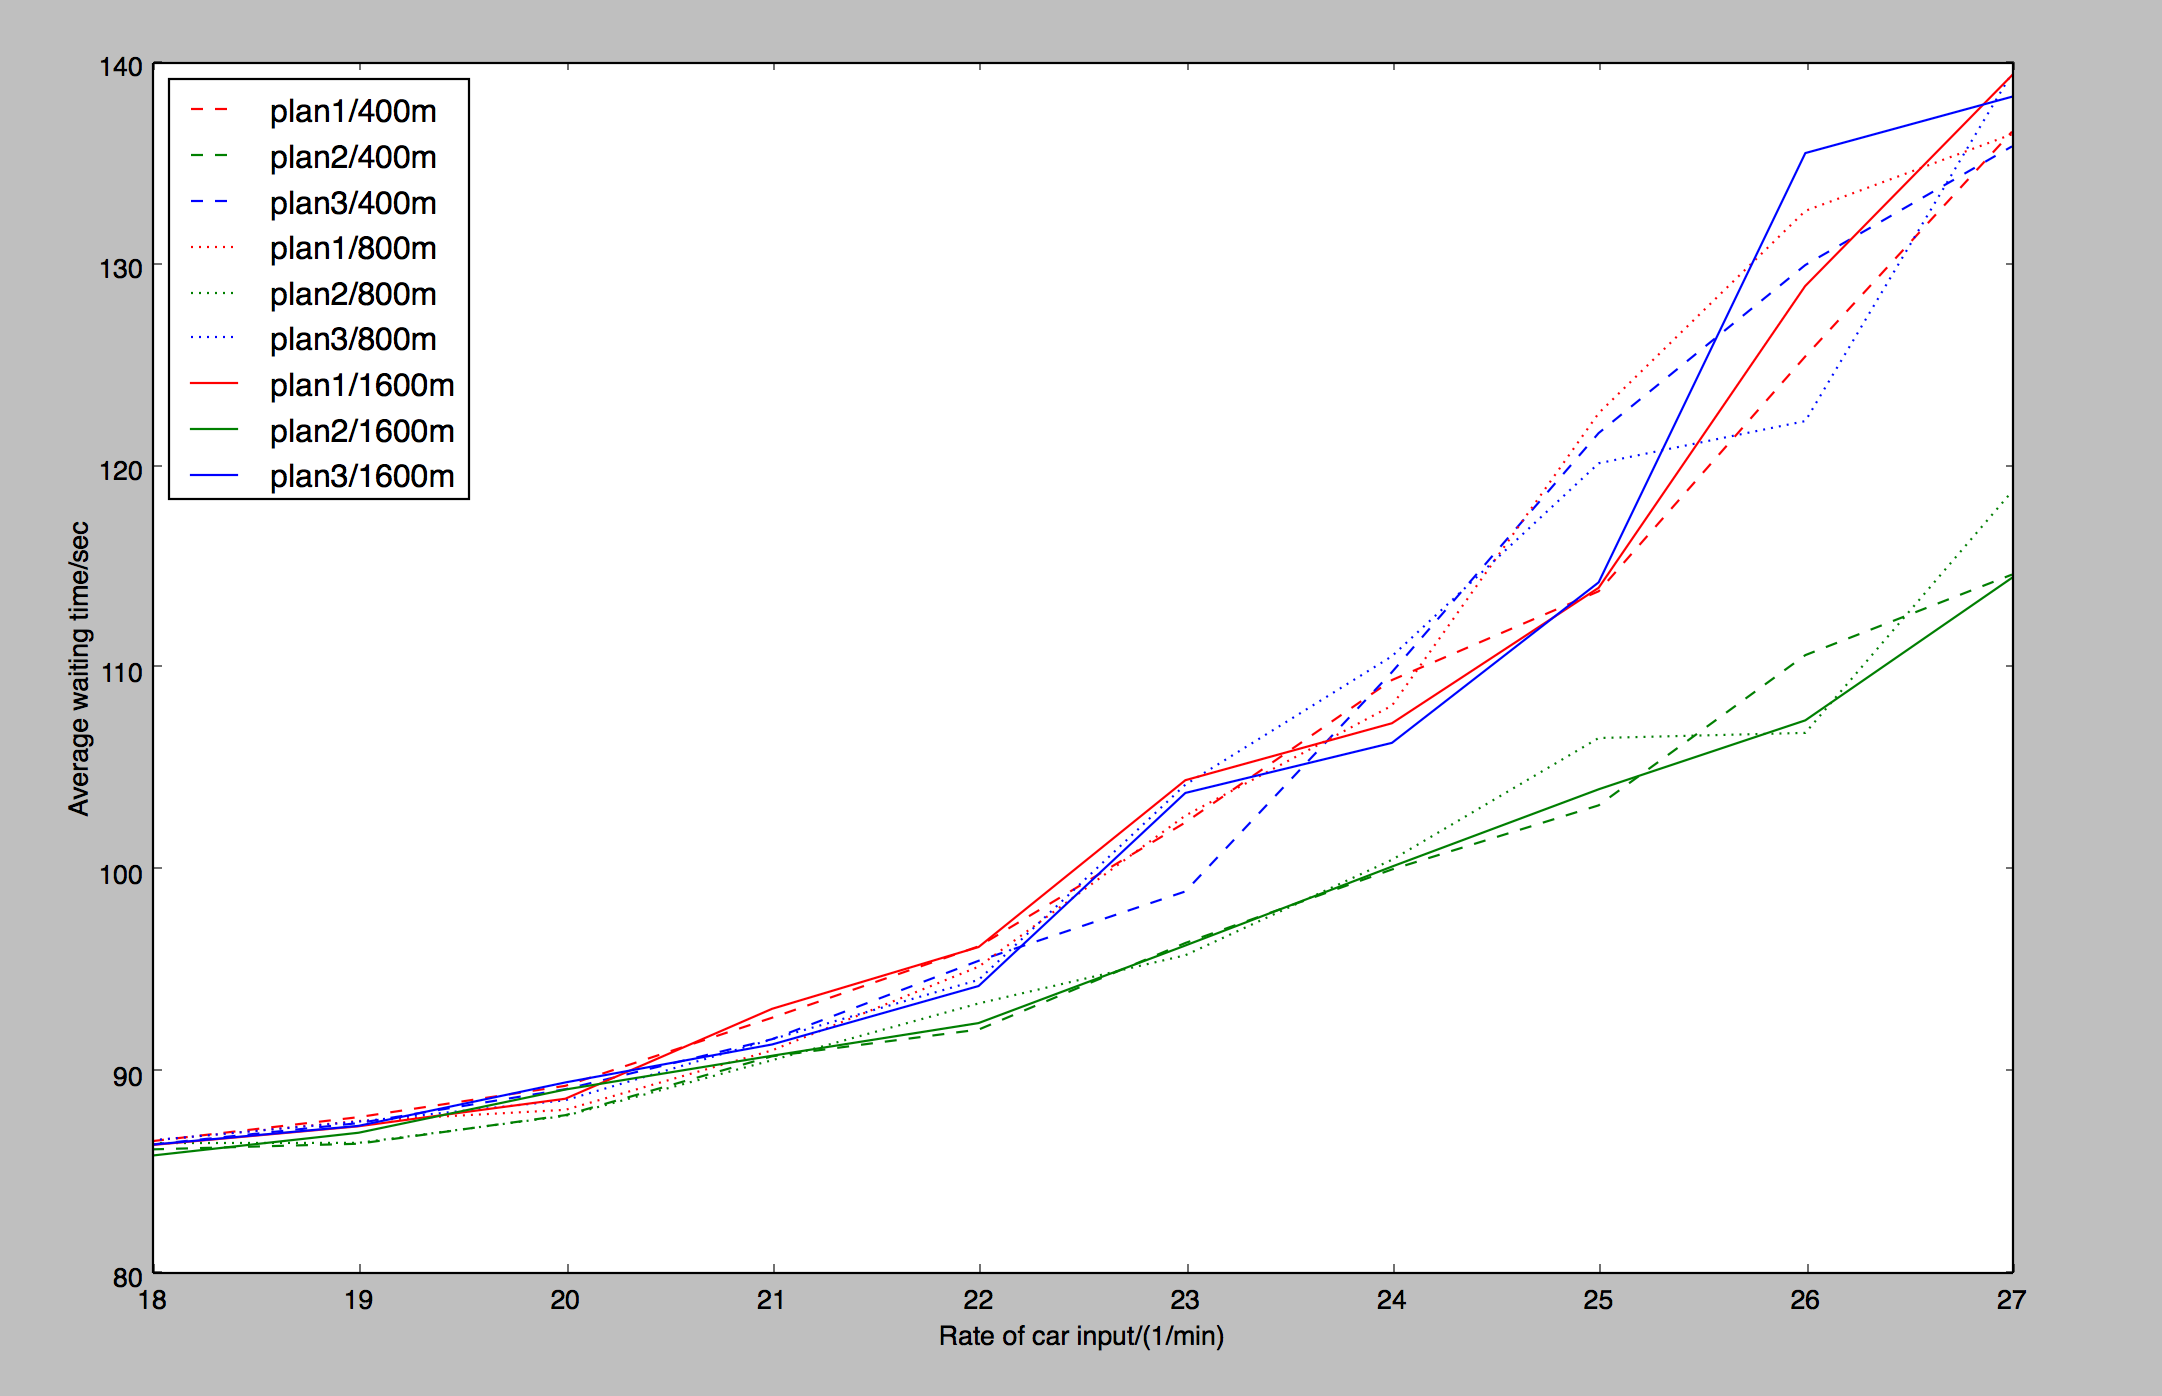 140
130
120
110
100
90
80
Average waiting time/sec
plan1/400m
plan2/400m
plan3/400m
plan1/800m
plan2/800m
plan3/800m
plan1/1600m
plan2/1600m
plan3/1600m
18 19 20 21 22 23 24 25 26 27
Rate of car input/(1/min)